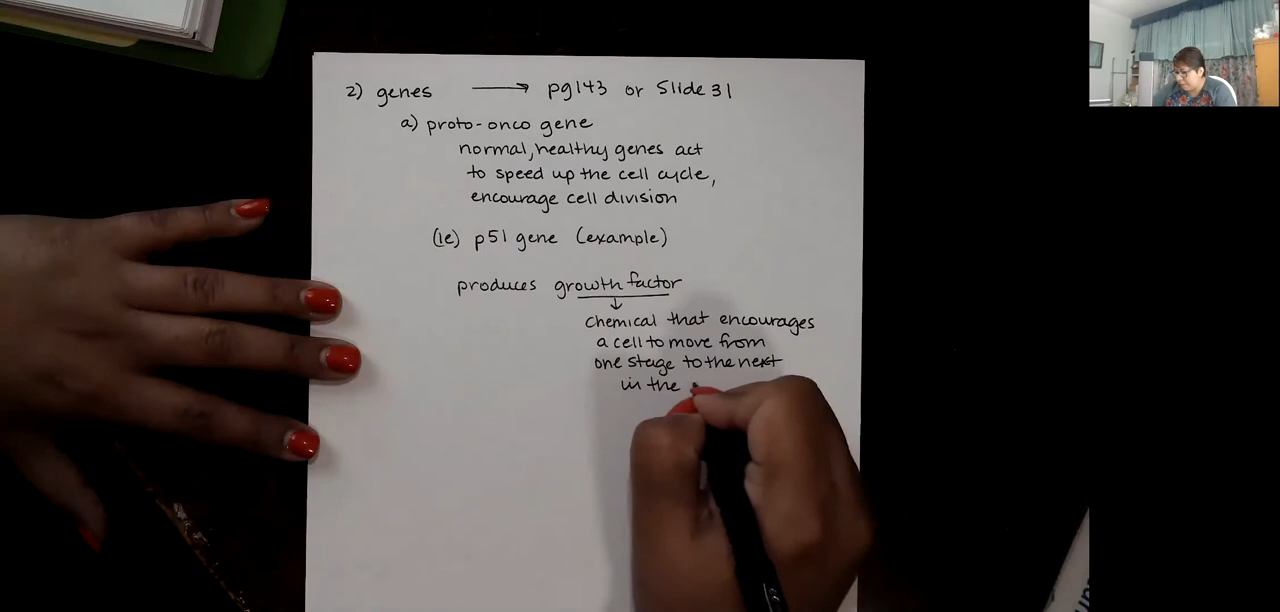 2) genes → pg143 or Slide 31
a) proto-onco gene
normal, healthy genes act
to speed up the cell cycle,
encourage cell division
(ie) p51 gene (example)
produces growth factor
↓
chemical that encourages
a cell to move from
one stage to the next
in the